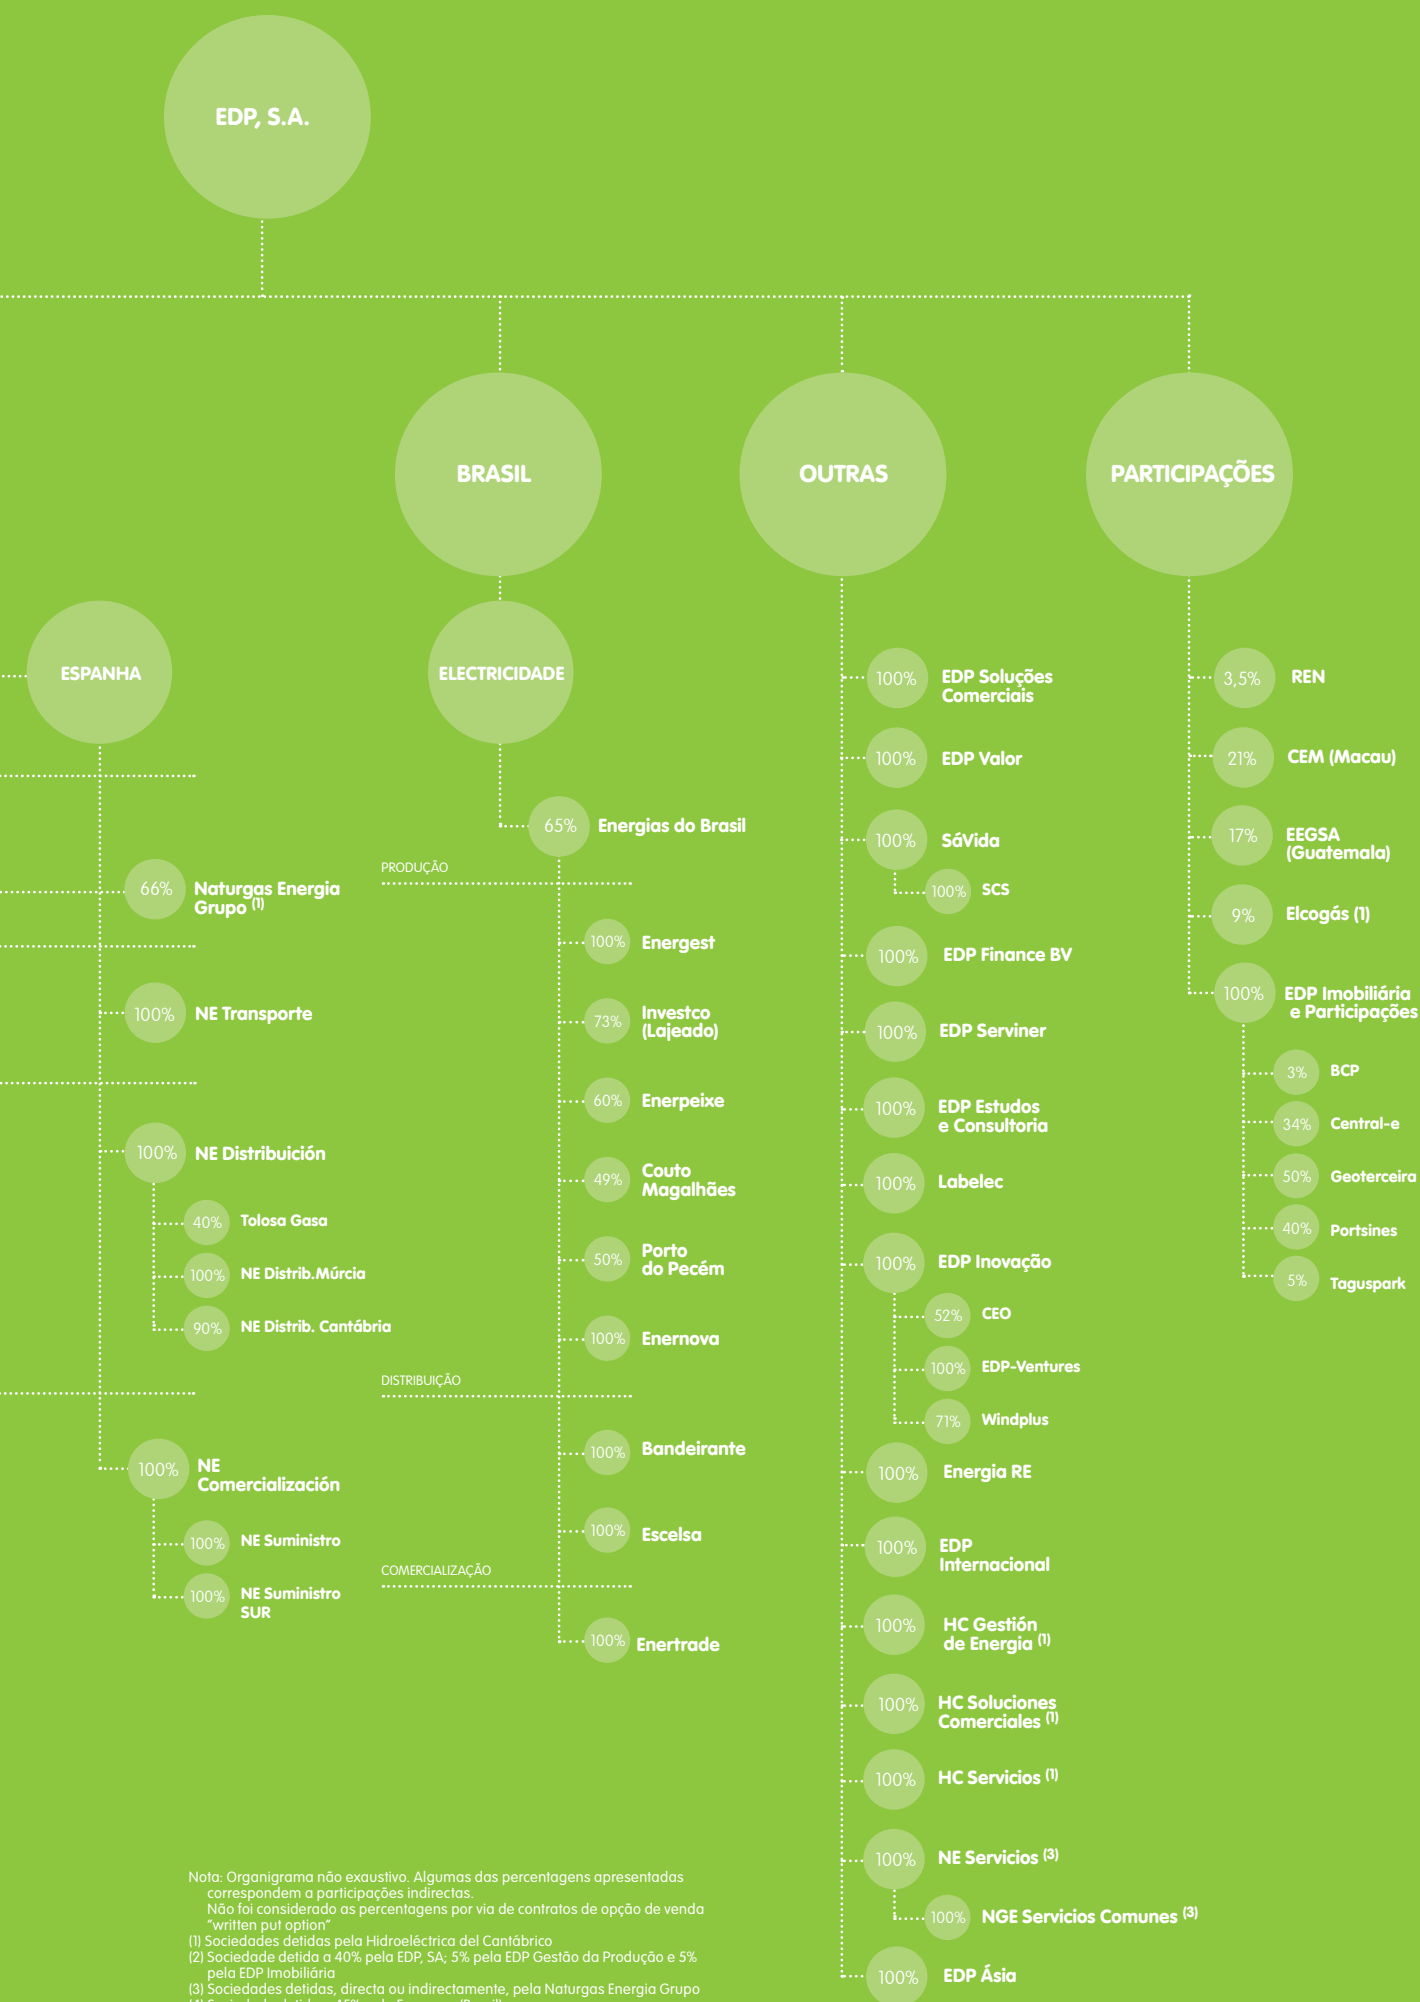 EDP, S.A.
BRASIL
OUTRAS
PARTICIPAÇÕES
ESPANHA
66%
Naturgas Energia
Grupo (1)
100%
NE Transporte
100%
NE Distribuición
40%
Tolosa Gasa
100%
NE Distrib.Múrcia
90%
NE Distrib. Cantábria
100%
NE
Comercialización
100%
NE Suministro
100%
NE Suministro
SUR
ELECTRICIDADE
65%
Energias do Brasil
PRODUÇÃO
100%
Energest
73%
Investco
(Lajeado)
60%
Enerpeixe
49%
Couto
Magalhães
50%
Porto
do Pecém
100%
Enernova
DISTRIBUIÇÃO
100%
Bandeirante
100%
Escelsa
COMERCIALIZAÇÃO
100%
Enertrade
100%
EDP Soluções
Comerciais
100%
EDP Valor
100%
SáVida
100%
SCS
100%
EDP Finance BV
100%
EDP Serviner
100%
EDP Estudos
e Consultoria
100%
Labelec
100%
EDP Inovação
52%
CEO
100%
EDP-Ventures
71%
Windplus
100%
Energia RE
100%
EDP
Internacional
100%
HC Gestión
de Energia (1)
100%
HC Soluciones
Comerciales (1)
100%
HC Servicios (1)
100%
NE Servicios (3)
100%
NGE Servicios Comunes (3)
100%
EDP Ásia
3,5%
REN
21%
CEM (Macau)
17%
EEGSA
(Guatemala)
9%
Elcogás (1)
100%
EDP Imobiliária
e Participações
3%
BCP
34%
Central-e
50%
Geoterceira
40%
Portsines
5%
Taguspark
Nota: Organigrama não exaustivo. Algumas das percentagens apresentadas
correspondem a participações indirectas.
Não foi considerado as percentagens por via de contratos de opção de venda
"written put option"
(1) Sociedades detidas pela Hidroeléctrica del Cantábrico
(2) Sociedade detida a 40% pela EDP, SA; 5% pela EDP Gestão da Produção e 5%
pela EDP Imobiliária
(3) Sociedades detidas, directa ou indirectamente, pela Naturgas Energia Grupo